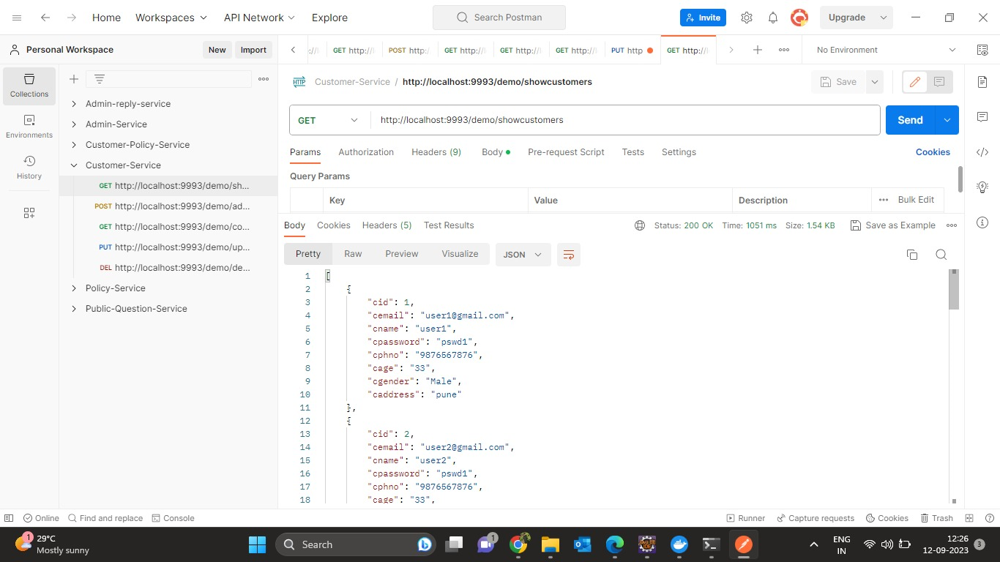 Home Workspaces API Network Explore Search Postman Invite Upgrade
Personal Workspace New Import
:// GET http:// POST http: GET http:// GET http:// GET http:// PUT http GET http:// No Environment
Customer-Service / http://localhost:9993/demo/showcustomers Save
Collections
Environments
History
Admin-reply-service
Admin-Service
Customer-Policy-Service
Customer-Service
GET http://localhost:9993/demo/sh...
POST http://localhost:9993/demo/ad...
GET http://localhost:9993/demo/co...
PUT http://localhost:9993/demo/up...
DEL http://localhost:9993/demo/de...
Policy-Service
Public-Question-Service
HTTP
GET http://localhost:9993/demo/showcustomers Send
Params Authorization Headers (9) Body Pre-request Script Tests Settings Cookies
Query Params
Key Value Description Bulk Edit
Body Cookies Headers (5) Test Results Status: 200 OK Time: 1051 ms Size: 1.54 KB Save as Example
Pretty Raw Preview Visualize JSON
1 [
2 {
3 "cid": 1,
4 "cemail": "user1@gmail.com",
5 "cname": "user1",
6 "cpassword": "pswd1",
7 "cphno": "9876567876",
8 "cage": "33",
9 "cgender": "Male",
10 "caddress": "pune"
11 },
12 {
13 "cid": 2,
14 "cemail": "user2@gmail.com",
15 "cname": "user2",
16 "cpassword": "pswd1",
17 "cphno": "9876567876",
18 "cage": "33",
Online Find and replace Console Runner Capture requests Cookies Trash
1 29°C
Mostly sunny
Search
1
JAVA EE
IDE
ENG
IN
12:26
12-09-2023
3